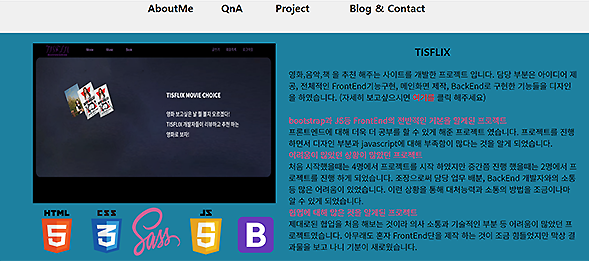 AboutMe QnA Project Blog & Contact
TISFLIX MOVIE CHOICE
영화 보고싶은 날 뭘 볼지 모르겠다!
TISFLIX 개발자들이 리뷰하고 추천 하는
영화로 보자!
HTML CSS Sass JS B
5 3 5
TISFLIX
영화,음악,책 을 추천 해주는 사이트를 개발한 프로젝트 입니다. 담당 부분은 아이디어 제
공, 전체적인 FrontEnd기능구현, 메인화면 제작, BackEnd로 구현한 기능들을 디자인
을 하였습니다. (자세히 보고싶으시면 클릭 해주세요)
bootstrap과 JS등 FrontEnd의 전반적인 개발을 알게된 프로젝트
프론트엔드에 대해 더욱 더 공부를 할 수 있게 해준 프로젝트 였습니다. 프로젝트를 진행
하면서 디자인 부분과 javascript에 대해 부족함이 많다는 것을 알게 되었습니다.
어려움이 많았던 상황이 많았던 프로젝트
처음 시작했을때는 4명에서 프로젝트를 시작 하였지만 중간쯤 진행 했을때는 2명에서 프
로젝트를 진행 하게 되었습니다. 조장으로써 담당 업무 배분, BackEnd 개발자와의 소통
등 많은 어려움이 있었습니다. 이런 상황을 통해 대처능력과 소통의 방법을 조금이나마
알 수 있게 되었습니다.
협업에 대해 많은 것을 알게된 프로젝트
제대로된 협업을 처음 해보는 것이라 의사 소통과 기술적인 부분 등 어려움이 많았던 프
로젝트였습니다. 아무래도 혼자 FrontEnd단을 제작 하는 것이 조금 힘들었지만 막상 결
과물을 보고 나니 기분이 새로웠습니다.